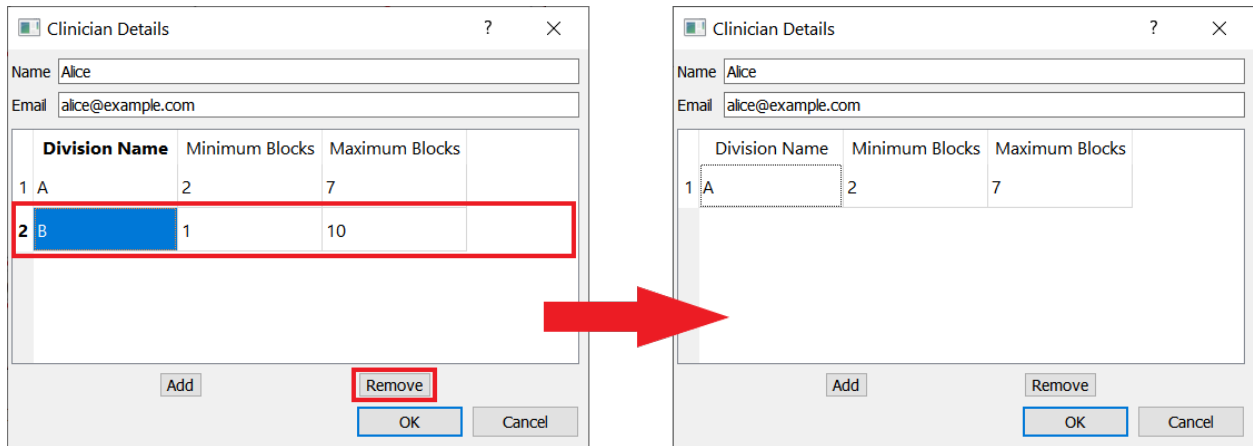 Clinician Details ?
Name Alice
Email alice@example.com
Division Name Minimum Blocks Maximum Blocks
1 A 2 7
2 B 1 10
Add Remove
OK Cancel
Clinician Details ?
Name Alice
Email alice@example.com
Division Name Minimum Blocks Maximum Blocks
1 A 2 7
Add Remove
OK Cancel